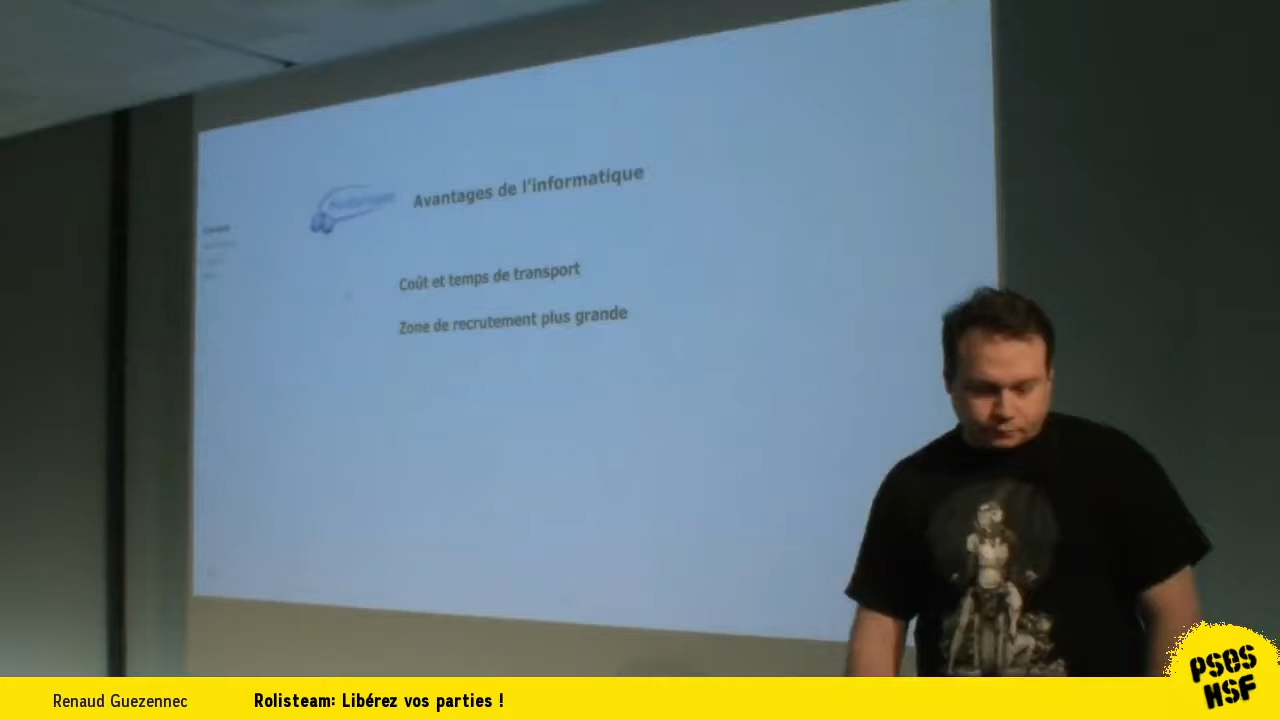 Avantages de l'informatique
Coût et temps de transport
Zone de recrutement plus grande
Renaud Guezennec
Rolisteam: Libérez vos parties !
PSES
HSF